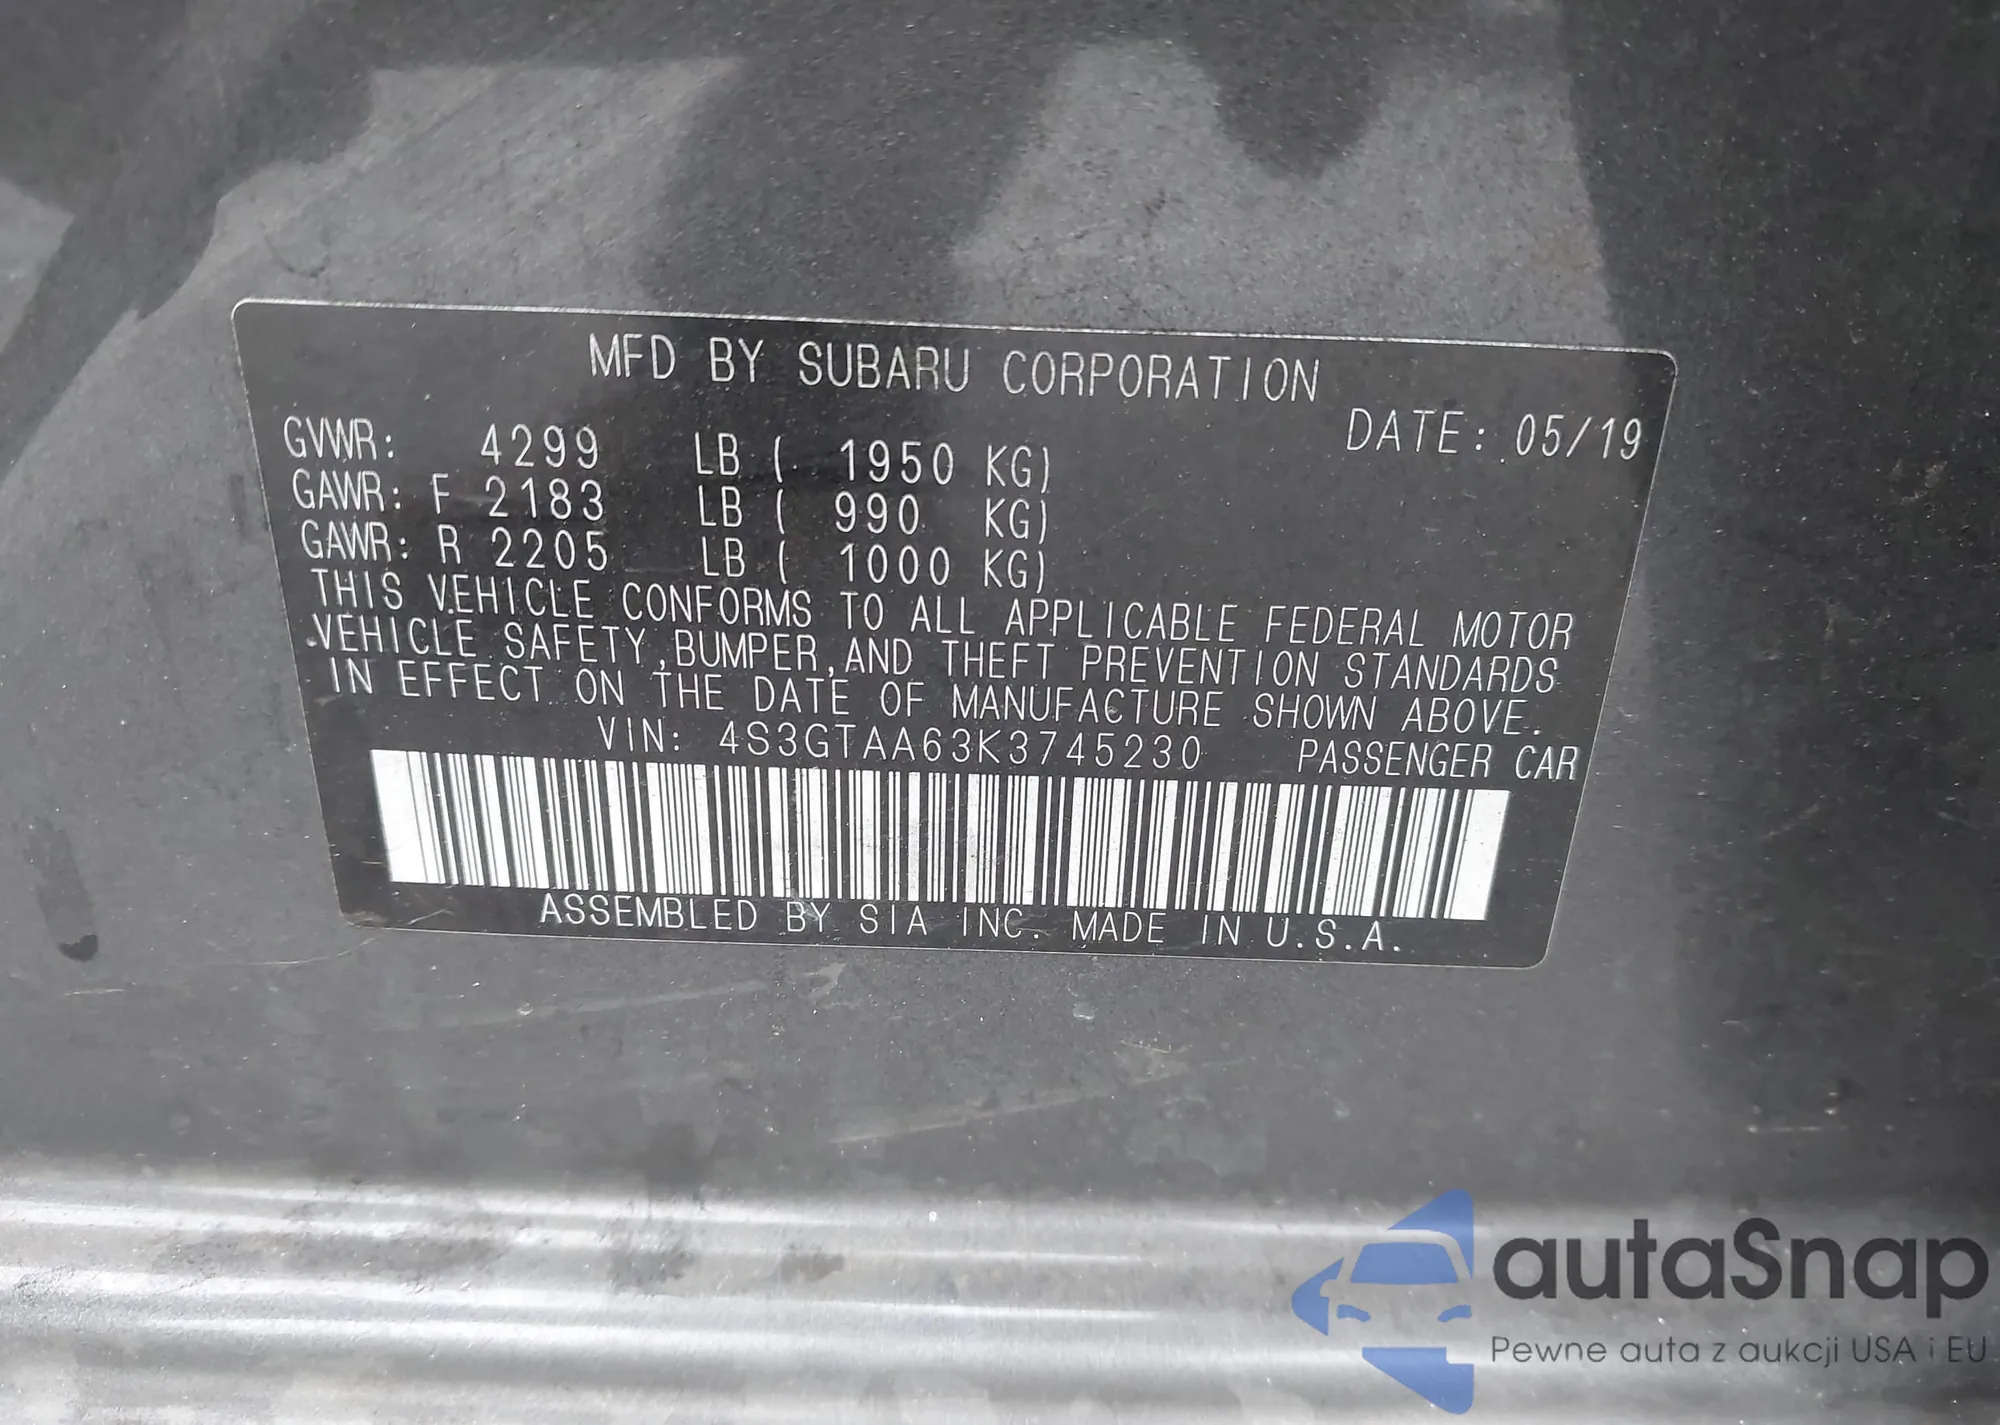 MFD BY SUBARU CORPORATION
DATE: 05/19
GVWR: 4299 LB ( 1950 KG)
GAWR: F 2183 LB ( 990 KG)
GAWR: R 2205 LB ( 1000 KG)
THIS VEHICLE CONFORMS TO ALL APPLICABLE FEDERAL MOTOR
VEHICLE SAFETY,BUMPER,AND THEFT PREVENTION STANDARDS
IN EFFECT ON THE DATE OF MANUFACTURE SHOWN ABOVE.
VIN: 4S3GTAA63K3745230 PASSENGER CAR
ASSEMBLED BY SIA INC. MADE IN U.S.A.
autaSnap
Pewne auta z aukcji USA i EU